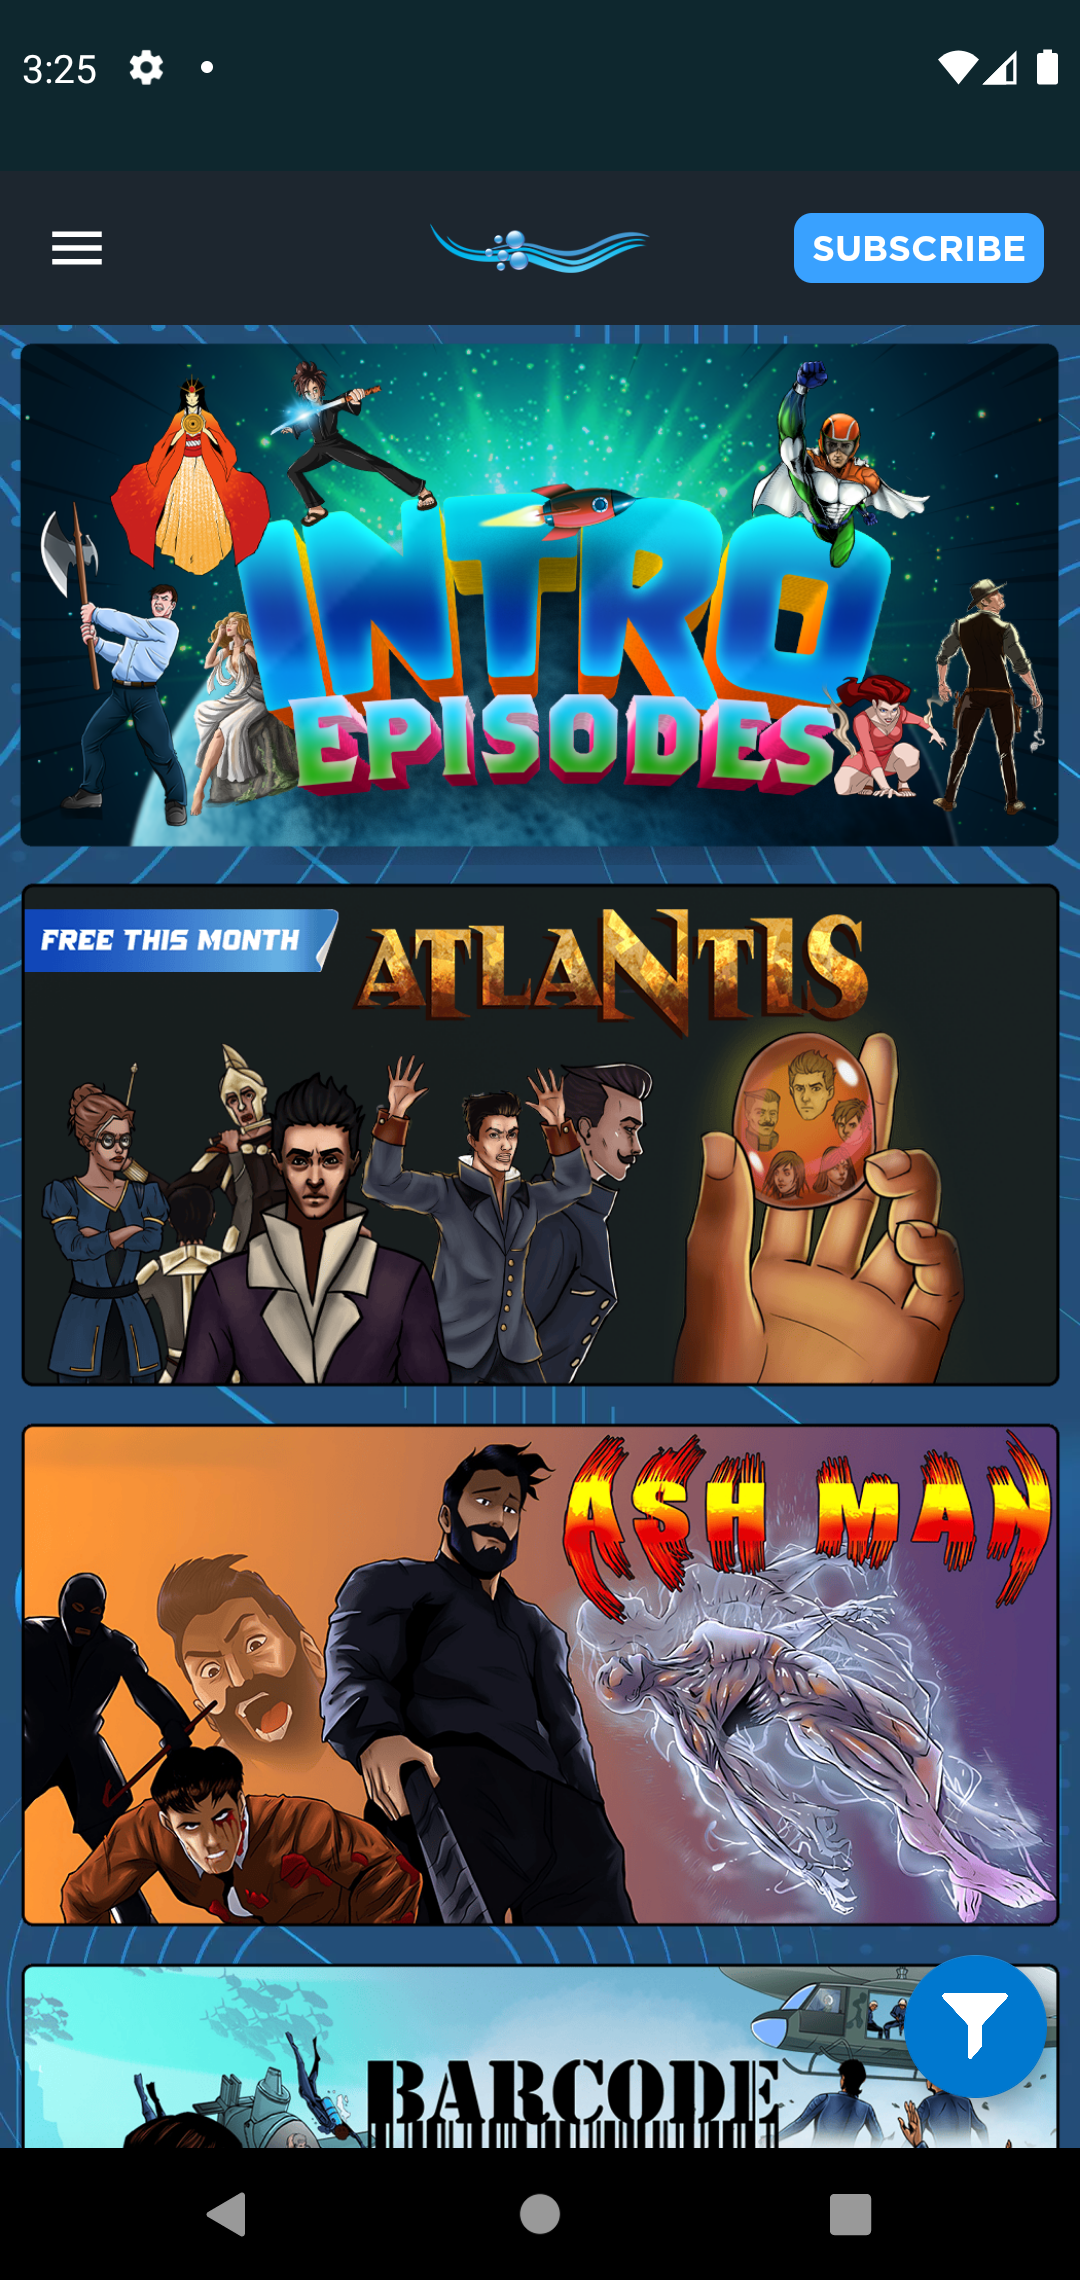 3:25
SUBSCRIBE
INTRO
EPISODES
FREE THIS MONTH
ATLANTIS
ASH MAN
BARCODE